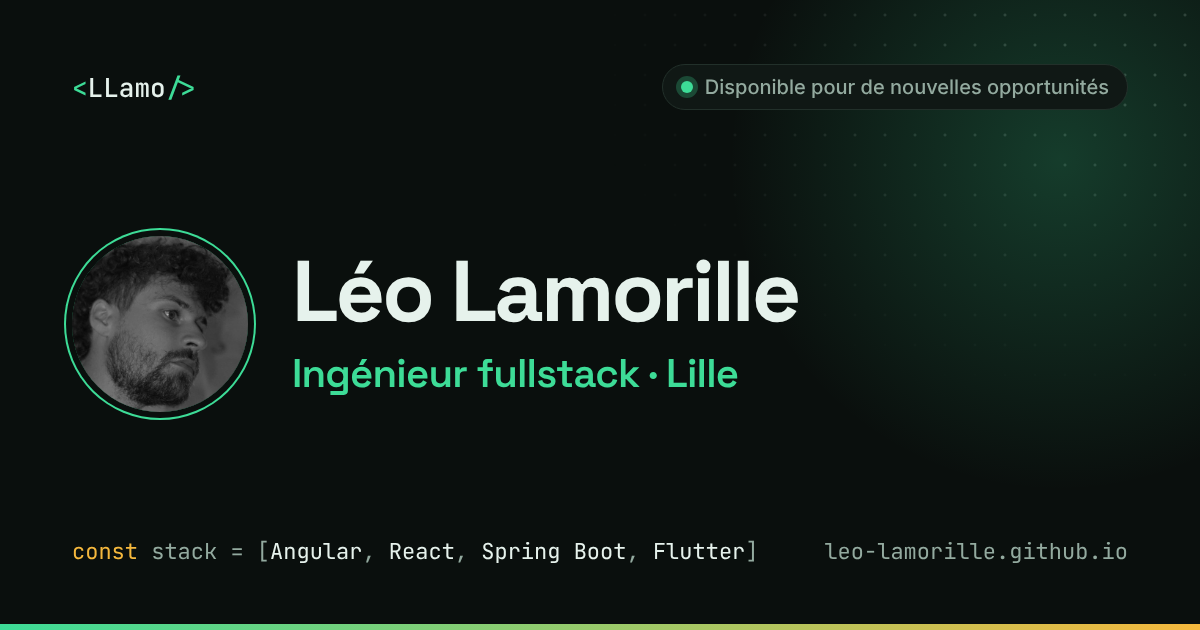 <LLamo/>
Disponible pour de nouvelles opportunités
Léo Lamorille
Ingénieur fullstack · Lille
const stack = [Angular, React, Spring Boot, Flutter]
leo-lamorille.github.io